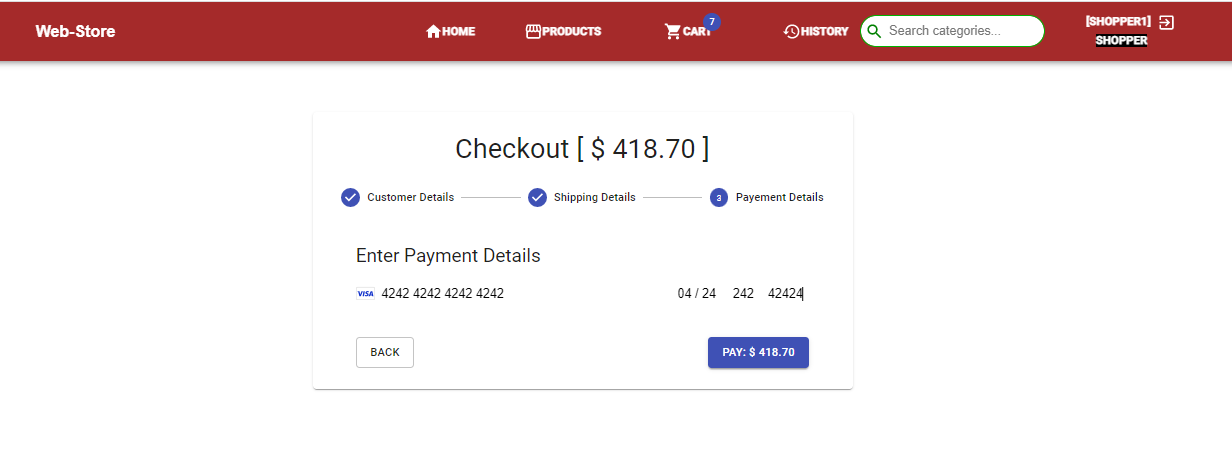 Web-Store
HOME
PRODUCTS
CART
7
HISTORY
Search categories...
[SHOPPER1]
SHOPPER
Checkout [ $ 418.70 ]
Customer Details
Shipping Details
3 Payement Details
Enter Payment Details
VISA 4242 4242 4242 4242 04 / 24 242 42424
BACK PAY: $ 418.70